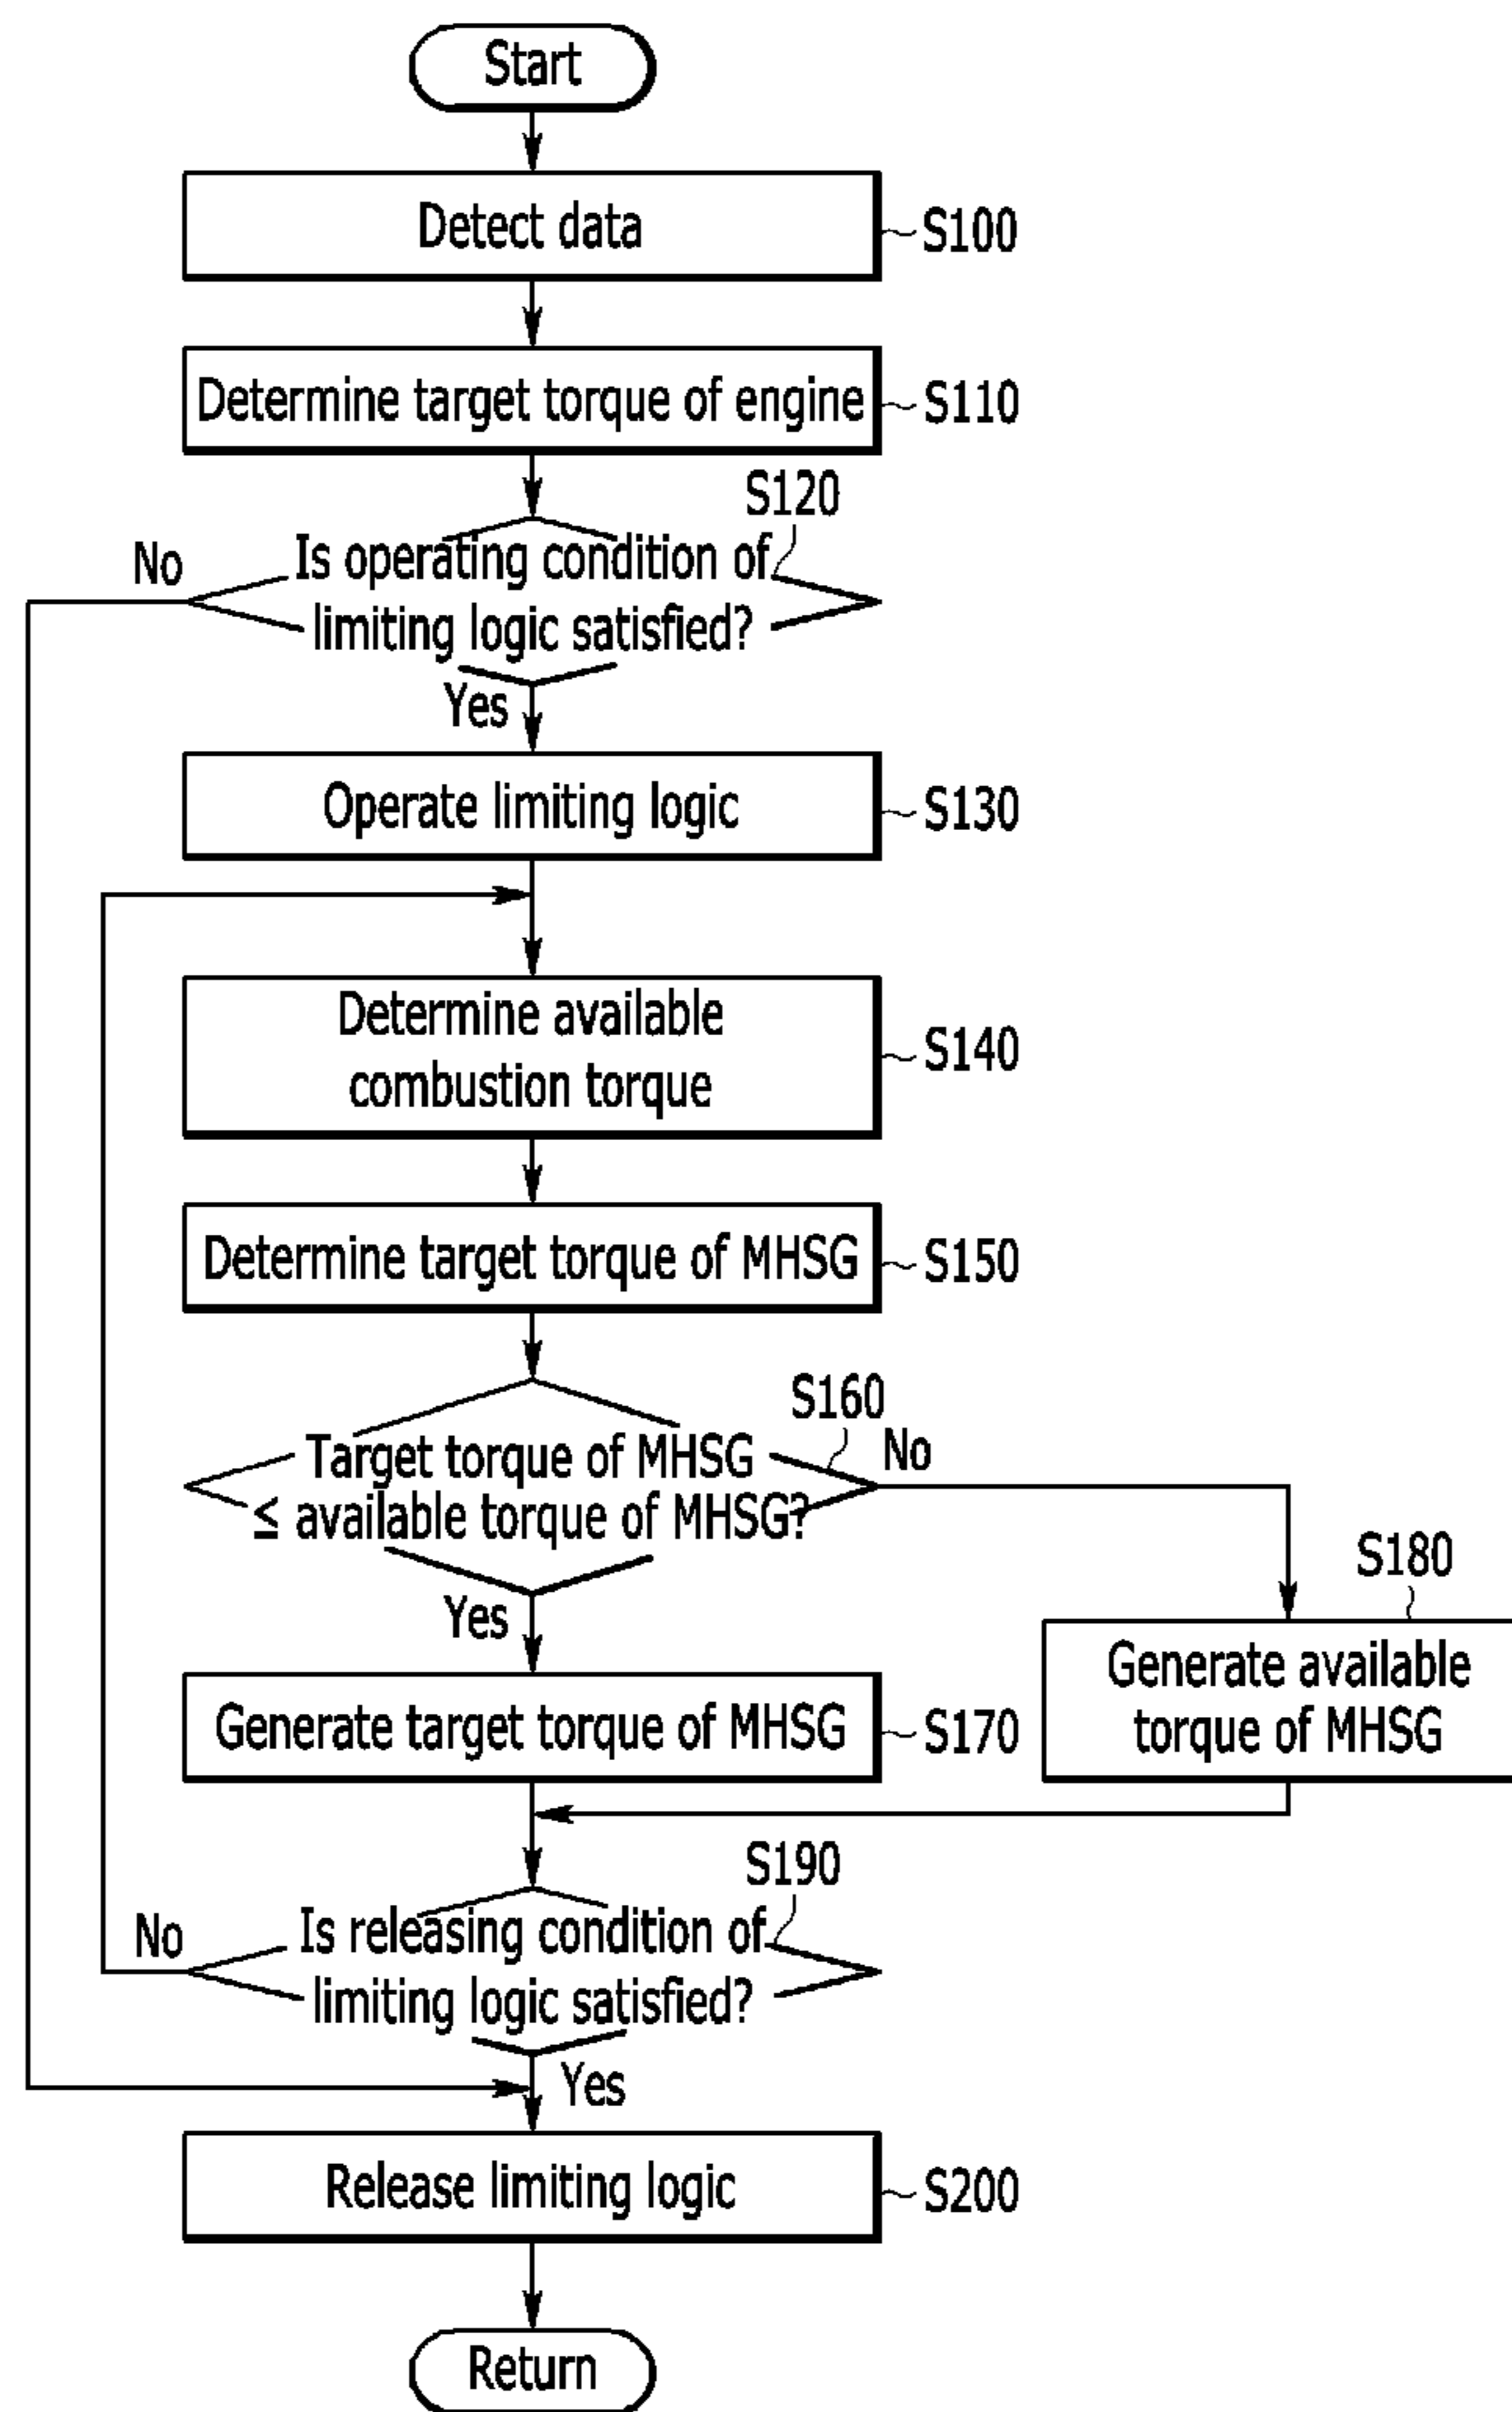 Start
Detect data
S100
Determine target torque of engine
S110
S120
No
Is operating condition of
limiting logic satisfied?
Yes
Operate limiting logic
S130
Determine available
combustion torque
S140
Determine target torque of MHSG
S150
S160
Target torque of MHSG
≤ available torque of MHSG?
No
Yes
S180
Generate available
torque of MHSG
Generate target torque of MHSG
S170
S190
No
Is releasing condition of
limiting logic satisfied?
Yes
Release limiting logic
S200
Return